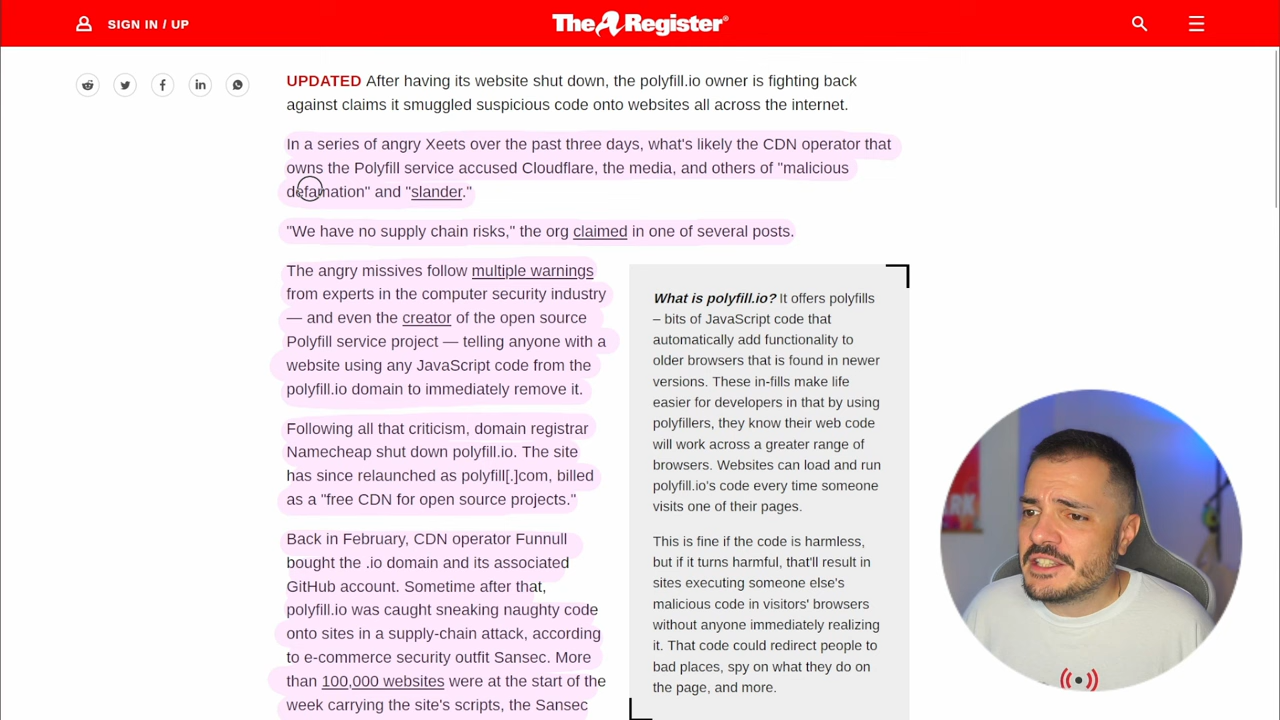 SIGN IN / UP
The Register®
UPDATED After having its website shut down, the polyfill.io owner is fighting back
against claims it smuggled suspicious code onto websites all across the internet.
In a series of angry Xeets over the past three days, what's likely the CDN operator that
owns the Polyfill service accused Cloudflare, the media, and others of "malicious
defamation" and "slander."
"We have no supply chain risks," the org claimed in one of several posts.
The angry missives follow multiple warnings
from experts in the computer security industry
— and even the creator of the open source
Polyfill service project — telling anyone with a
website using any JavaScript code from the
polyfill.io domain to immediately remove it.
Following all that criticism, domain registrar
Namecheap shut down polyfill.io. The site
has since relaunched as polyfill[.]com, billed
as a "free CDN for open source projects."
Back in February, CDN operator Funnull
bought the .io domain and its associated
GitHub account. Sometime after that,
polyfill.io was caught sneaking naughty code
onto sites in a supply-chain attack, according
to e-commerce security outfit Sansec. More
than 100,000 websites were at the start of the
week carrying the site's scripts, the Sansec
What is polyfill.io? It offers polyfills
– bits of JavaScript code that
automatically add functionality to
older browsers that is found in newer
versions. These in-fills make life
easier for developers in that by using
polyfillers, they know their web code
will work across a greater range of
browsers. Websites can load and run
polyfill.io's code every time someone
visits one of their pages.
This is fine if the code is harmless,
but if it turns harmful, that'll result in
sites executing someone else's
malicious code in visitors' browsers
without anyone immediately realizing
it. That code could redirect people to
bad places, spy on what they do on
the page, and more.